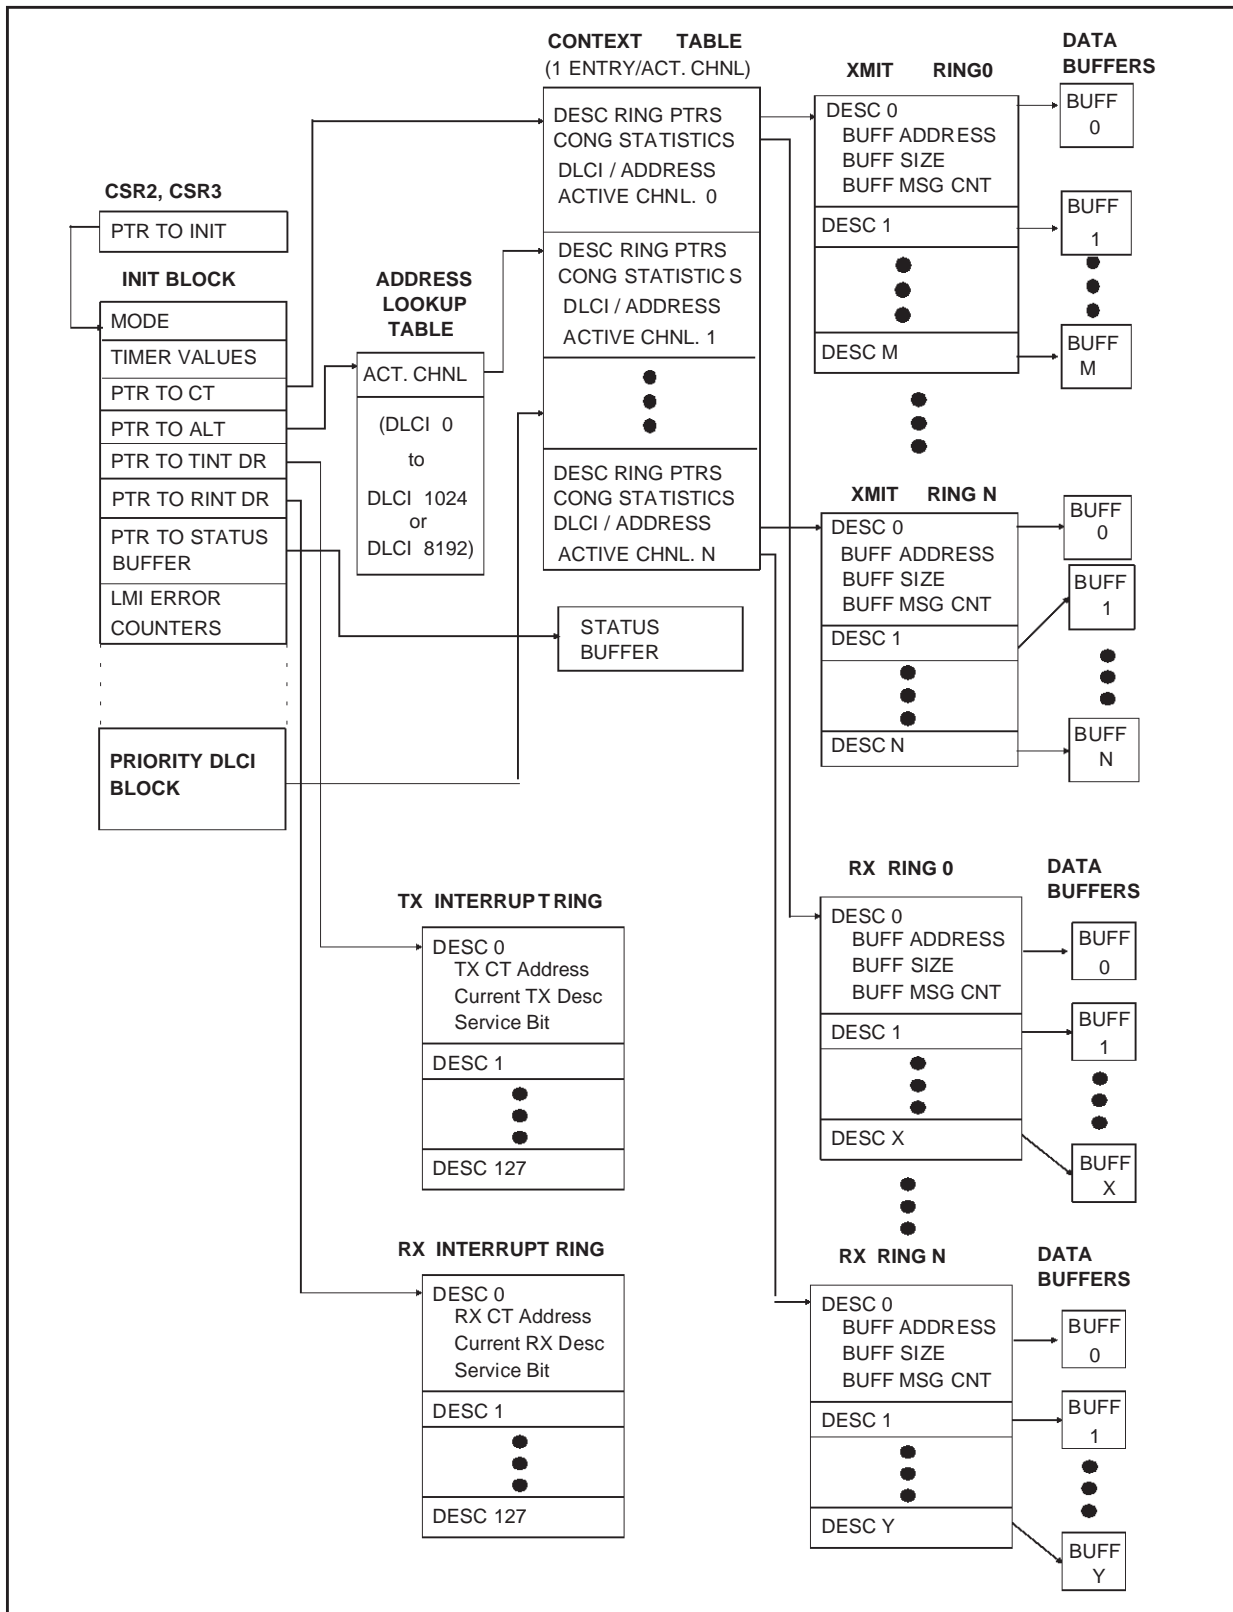 CSR2, CSR3
PTR TO INIT
INIT BLOCK
MODE
TIMER VALUES
PTR TO CT
PTR TO ALT
PTR TO TINT DR
PTR TO RINT DR
PTR TO STATUS
BUFFER
LMI ERROR
COUNTERS
PRIORITY DLCI
BLOCK
ADDRESS
LOOKUP
TABLE
ACT. CHNL
(DLCI 0
to
DLCI 1024
or
DLCI 8192)
CONTEXT TABLE
(1 ENTRY/ACT. CHNL)
DESC RING PTRS
CONG STATISTICS
DLCI / ADDRESS
ACTIVE CHNL. 0
DESC RING PTRS
CONG STATISTICS
DLCI / ADDRESS
ACTIVE CHNL. 1
DESC RING PTRS
CONG STATISTICS
DLCI / ADDRESS
ACTIVE CHNL. N
STATUS
BUFFER
TX INTERRUPT RING
DESC 0
TX CT Address
Current TX Desc
Service Bit
DESC 1
DESC 127
RX INTERRUPT RING
DESC 0
RX CT Address
Current RX Desc
Service Bit
DESC 1
DESC 127
XMIT RING0
DESC 0
BUFF ADDRESS
BUFF SIZE
BUFF MSG CNT
DESC 1
DESC M
DATA
BUFFERS
BUFF
0
BUFF
1
BUFF
M
XMIT RING N
DESC 0
BUFF ADDRESS
BUFF SIZE
BUFF MSG CNT
DESC 1
DESC N
BUFF
0
BUFF
1
BUFF
N
RX RING 0
DESC 0
BUFF ADDRESS
BUFF SIZE
BUFF MSG CNT
DESC 1
DESC X
DATA
BUFFERS
BUFF
0
BUFF
1
BUFF
X
RX RING N
DESC 0
BUFF ADDRESS
BUFF SIZE
BUFF MSG CNT
DESC 1
DESC Y
DATA
BUFFERS
BUFF
0
BUFF
1
BUFF
Y